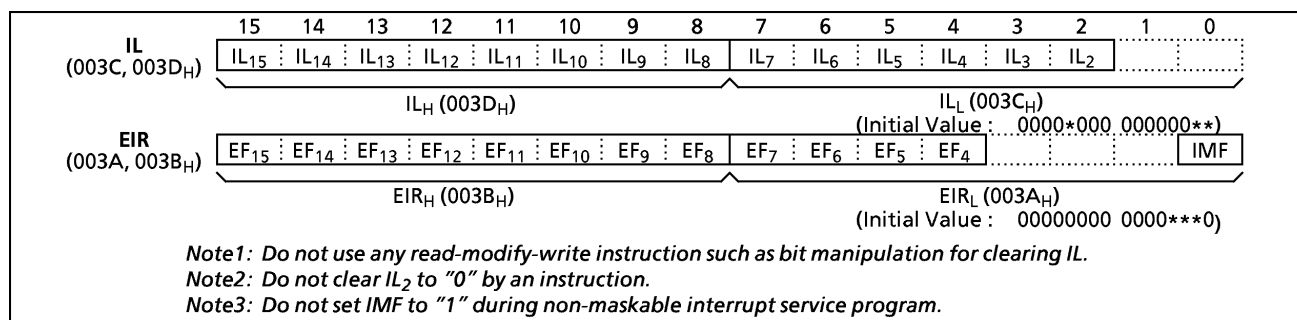 15 14 13 12 11 10 9 8 7 6 5 4 3 2 1 0
IL
(003C, 003DH)
IL15 IL14 IL13 IL12 IL11 IL10 IL9 IL8 IL7 IL6 IL5 IL4 IL3 IL2
ILH (003DH) ILL (003CH)
(Initial Value : 0000*000 000000**)
EIR
(003A, 003BH)
EF15 EF14 EF13 EF12 EF11 EF10 EF9 EF8 EF7 EF6 EF5 EF4 IMF
EIRH (003BH) EIRL (003AH)
(Initial Value : 00000000 0000***0)
Note1: Do not use any read-modify-write instruction such as bit manipulation for clearing IL.
Note2: Do not clear IL2 to "0" by an instruction.
Note3: Do not set IMF to "1" during non-maskable interrupt service program.